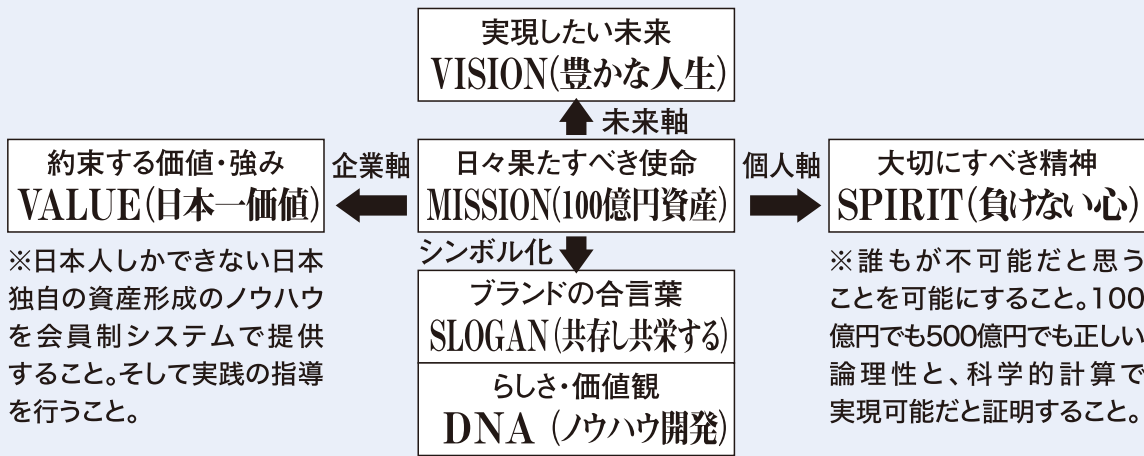 実現したい未来
VISION(豊かな人生)
未来軸
約束する価値・強み
VALUE(日本一価値)
企業軸
日々果たすべき使命
MISSION(100億円資産)
個人軸
大切にすべき精神
SPIRIT(負けない心)
シンボル化
※日本人しかできない日本
独自の資産形成のノウハウ
を会員制システムで提供
すること。そして実践の指導
を行うこと。
ブランドの合言葉
SLOGAN(共存し共栄する)
らしさ・価値観
DNA (ノウハウ開発)
※誰もが不可能だと思う
ことを可能にすること。100
億円でも500億円でも正しい
論理性と、科学的計算で
実現可能だと証明すること。